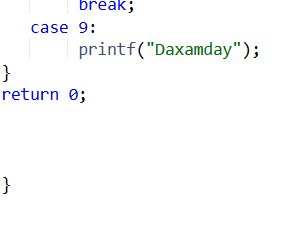 break;
case 9:
printf("Daxamday");
}
return 0;
}